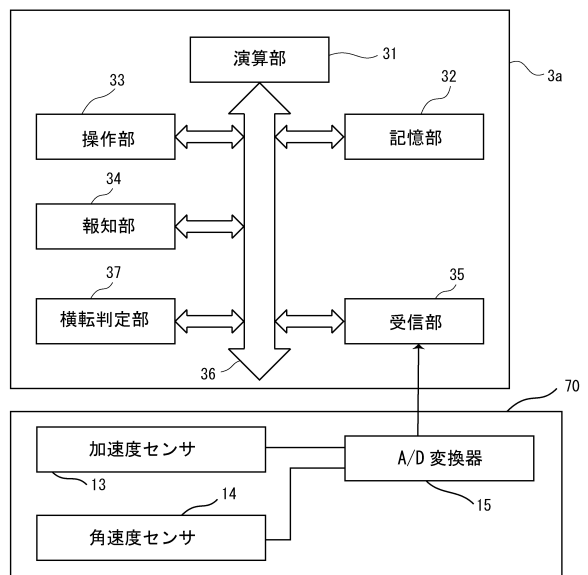 演算部
31
3a
33
32
操作部
記憶部
34
報知部
37
35
横転判定部
受信部
36
70
加速度センサ
A/D 変換器
13
14
15
角速度センサ